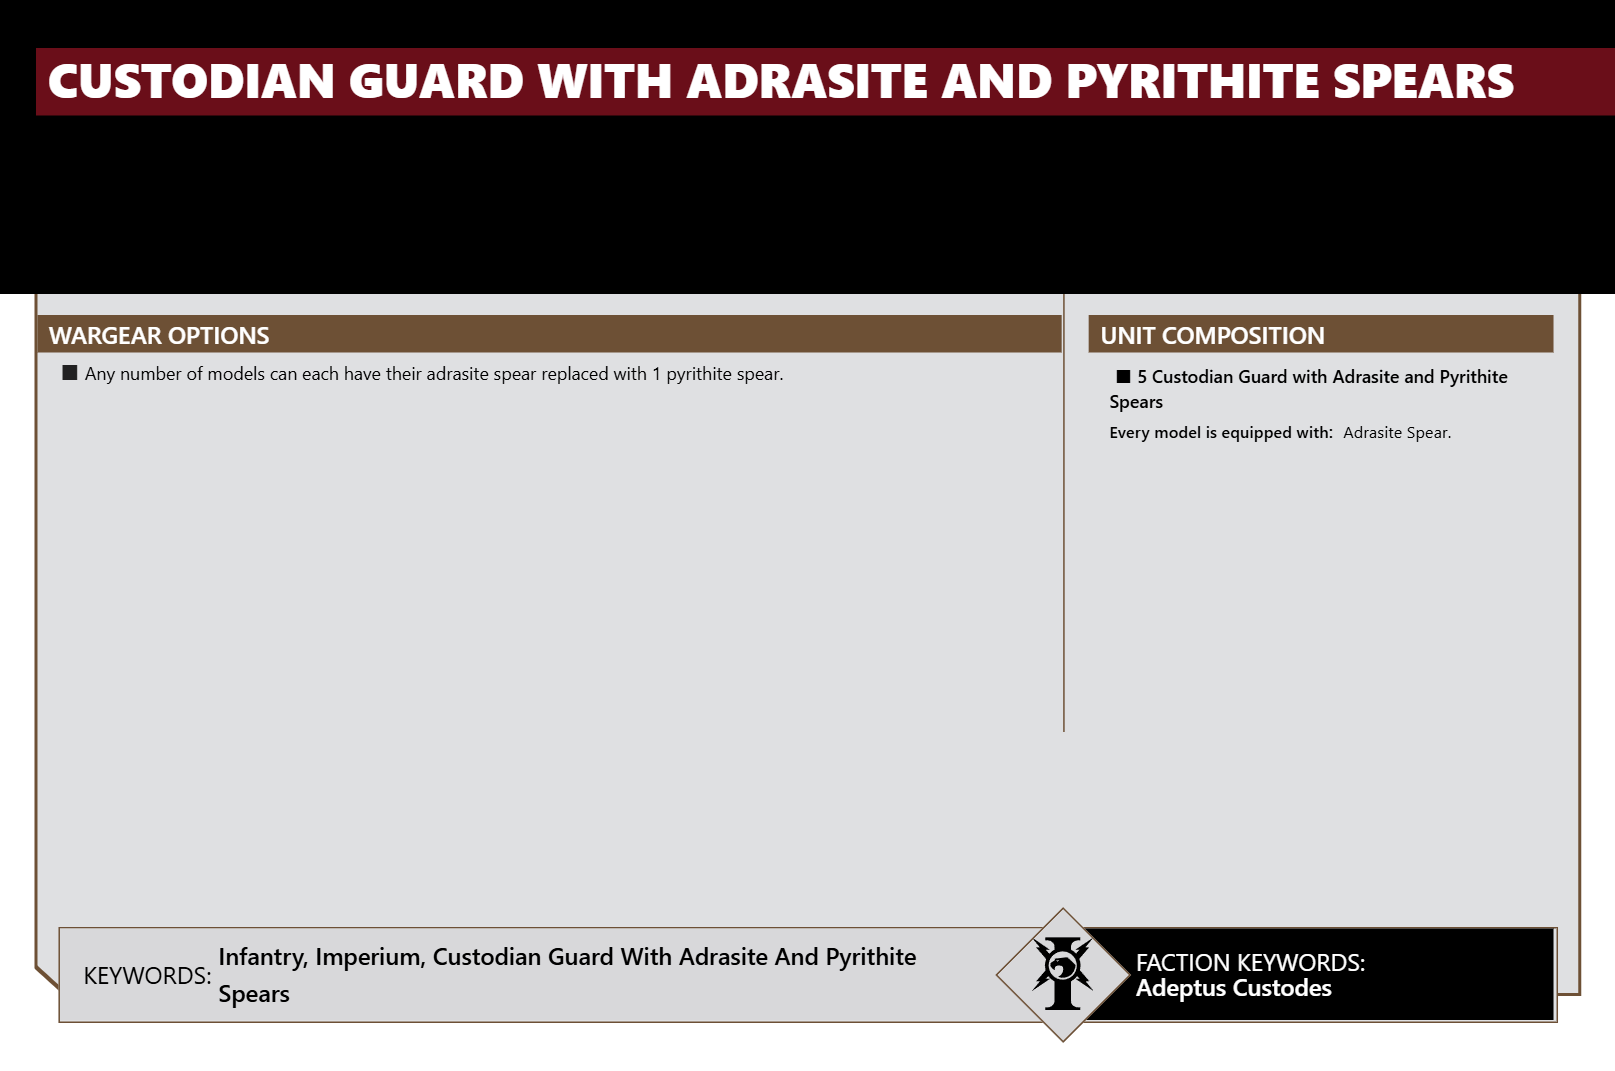 CUSTODIAN GUARD WITH ADRASITE AND PYRITHITE SPEARS
WARGEAR OPTIONS
■ Any number of models can each have their adrasite spear replaced with 1 pyrithite spear.
UNIT COMPOSITION
■ 5 Custodian Guard with Adrasite and Pyrithite
Spears
Every model is equipped with: Adrasite Spear.
KEYWORDS:
Infantry, Imperium, Custodian Guard With Adrasite And Pyrithite
Spears
FACTION KEYWORDS:
Adeptus Custodes